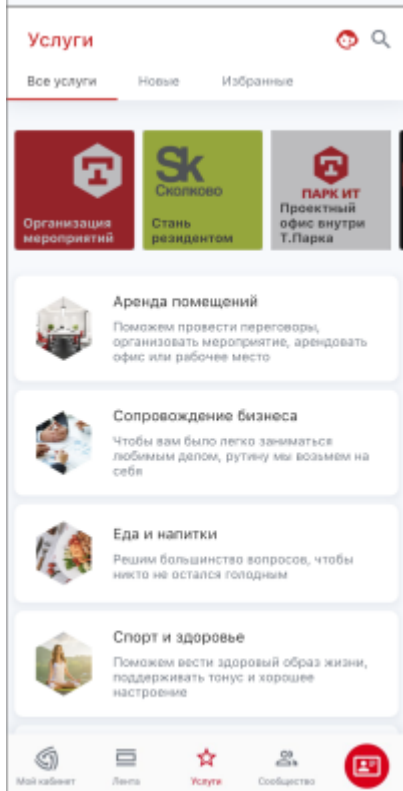 Услуги
Все услуги
Новые
Избранные
Организация
мероприятий
Sk
Сколково
Стань
резидентом
ПАРК ИТ
Проектный
офис внутри
Т.Парка
Аренда помещений
Поможем провести переговоры,
организовать мероприятие, арендовать
офис или рабочее место
Сопровождение бизнеса
Чтобы вам было легко заниматься
любимым делом, рутину мы возьмем на
себя
Еда и напитки
Решим большинство вопросов, чтобы
никто не остался голодным
Спорт и здоровье
Поможем вести здоровый образ жизни,
поддерживать тонус и хорошее
настроение
Мой кабинет
Лента
Услуги
Сообщество